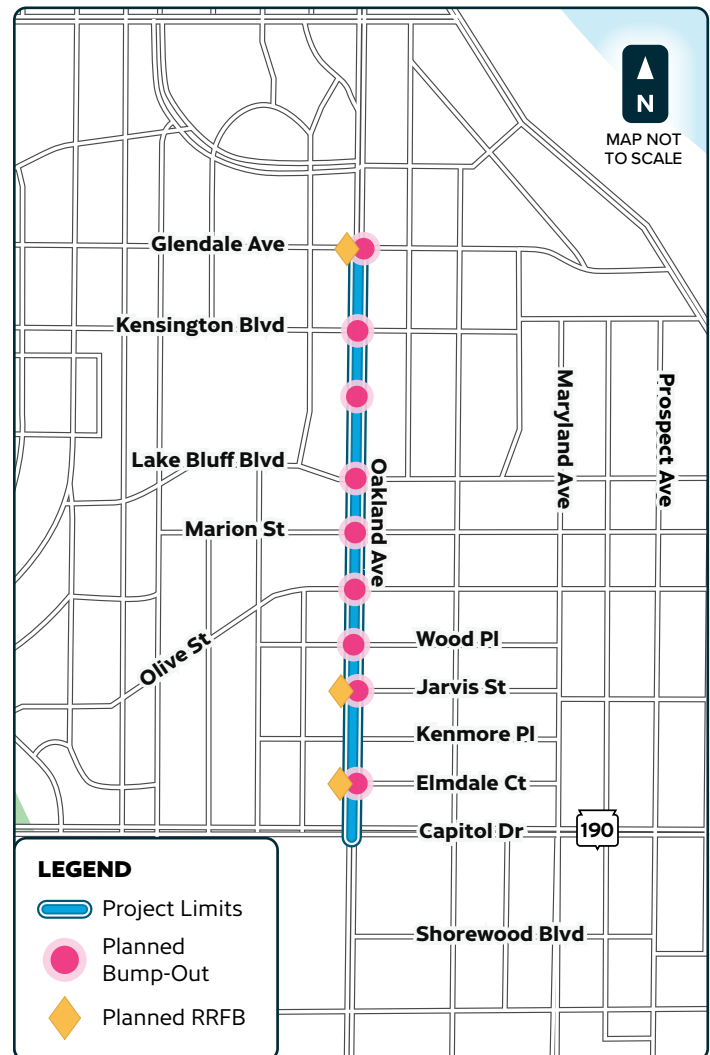 N
MAP NOT
TO SCALE
Glendale Ave
Kensington Blvd
Maryland Ave
Prospect Ave
Lake Bluff Blvd
Oakland Ave
Marion St
Olive St
Wood Pl
Jarvis St
Kenmore Pl
Elmdale Ct
Capitol Dr
190
Shorewood Blvd
LEGEND
Project Limits
Planned
Bump-Out
Planned RRFB